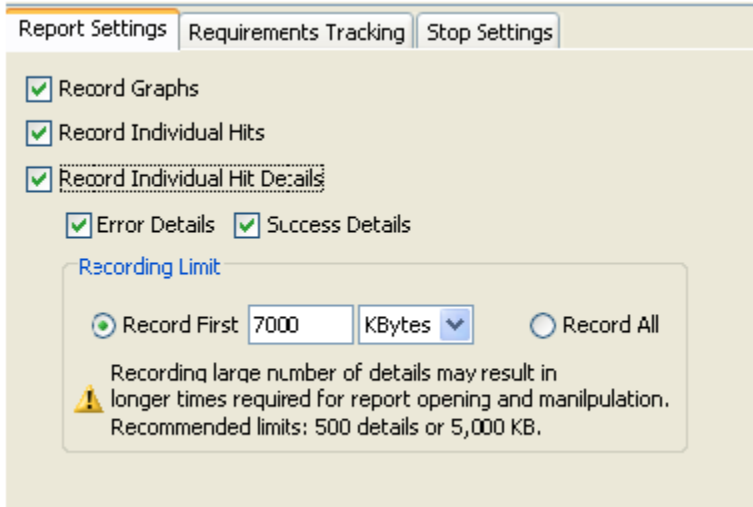 Report Settings Requirements Tracking Stop Settings
Record Graphs
Record Individual Hits
Record Individual Hit Details
Error Details Success Details
Recording Limit
Record First 7000 KBytes Record All
Recording large number of details may result in
longer times required for report opening and manilpulation.
Recommended limits: 500 details or 5,000 KB.